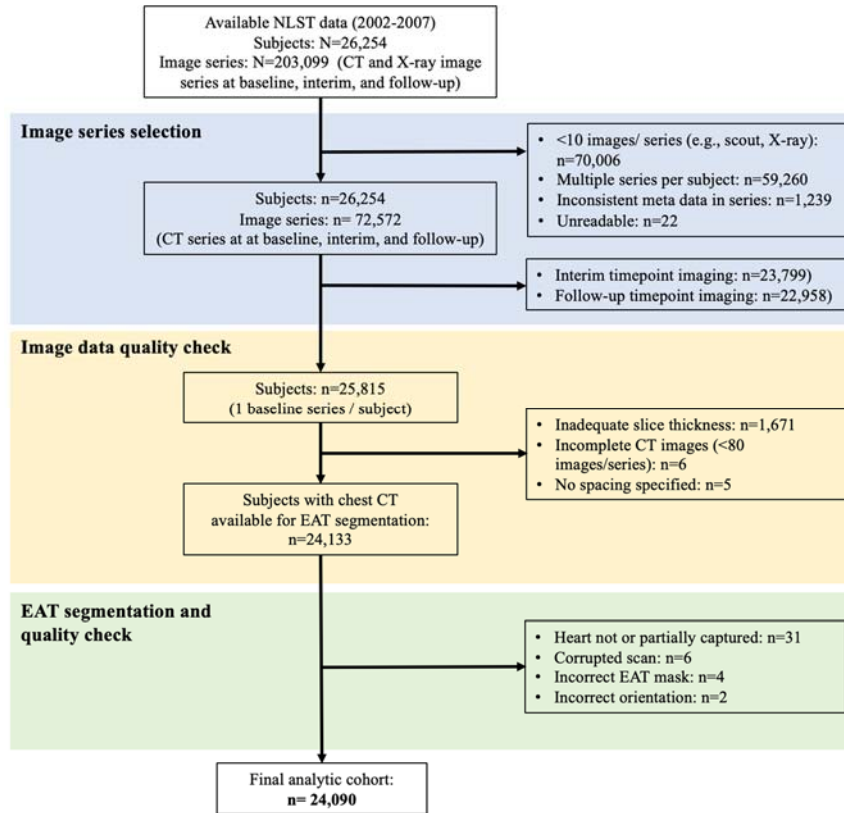 Available NLST data (2002-2007)
Subjects: N=26,254
Image series: N=203,099 (CT and X-ray image
series at baseline, interim, and follow-up)
Image series selection
• <10 images/ series (e.g., scout, X-ray):
n=70,006
• Multiple series per subject: n=59,260
• Inconsistent meta data in series: n=1,239
• Unreadable: n=22
Subjects: n=26,254
Image series: n= 72,572
(CT series at at baseline, interim, and follow-up)
• Interim timepoint imaging: n=23,799)
• Follow-up timepoint imaging: n=22,958)
Image data quality check
Subjects: n=25,815
(1 baseline series / subject)
• Inadequate slice thickness: n=1,671
• Incomplete CT images (<80
images/series): n=6
• No spacing specified: n=5
Subjects with chest CT
available for EAT segmentation:
n=24,133
EAT segmentation and
quality check
• Heart not or partially captured: n=31
• Corrupted scan: n=6
• Incorrect EAT mask: n=4
• Incorrect orientation: n=2
Final analytic cohort:
n= 24,090